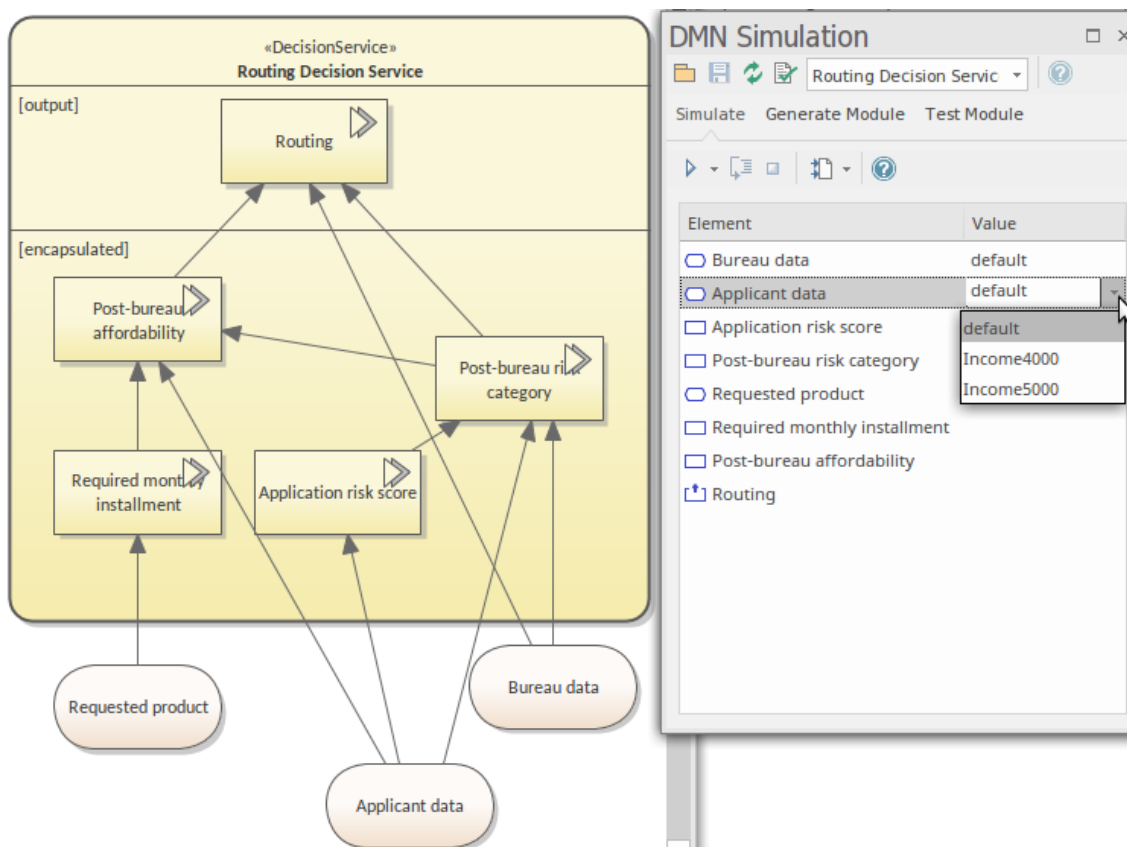 «DecisionService»
Routing Decision Service
[output]
Routing
[encapsulated]
Post-bureau
affordability
Post-bureau risk
category
Required monthly
installment
Application risk score
Requested product
Bureau data
Applicant data
DMN Simulation
Routing Decision Servic
Simulate Generate Module Test Module
Element Value
Bureau data default
Applicant data default
Application risk score
default
Post-bureau risk category
Income4000
Requested product
Income5000
Required monthly installment
Post-bureau affordability
Routing